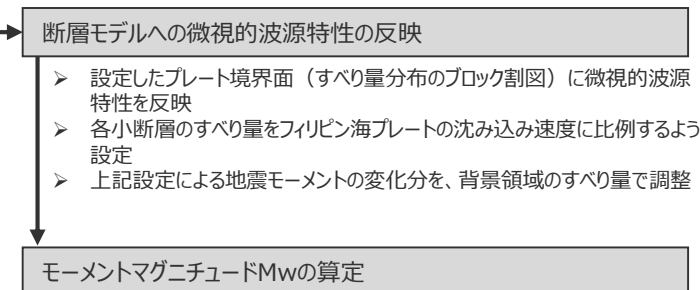 断層モデルへの微視的波源特性の反映
➢ 設定したプレート境界面（すべり量分布のブロック割図）に微視的波源
特性を反映
➢ 各小断層のすべり量をフィリピン海プレートの沈み込み速度に比例するよう
設定
➢ 上記設定による地震モーメントの変化分を、背景領域のすべり量で調整
モーメントマグニチュードMwの算定